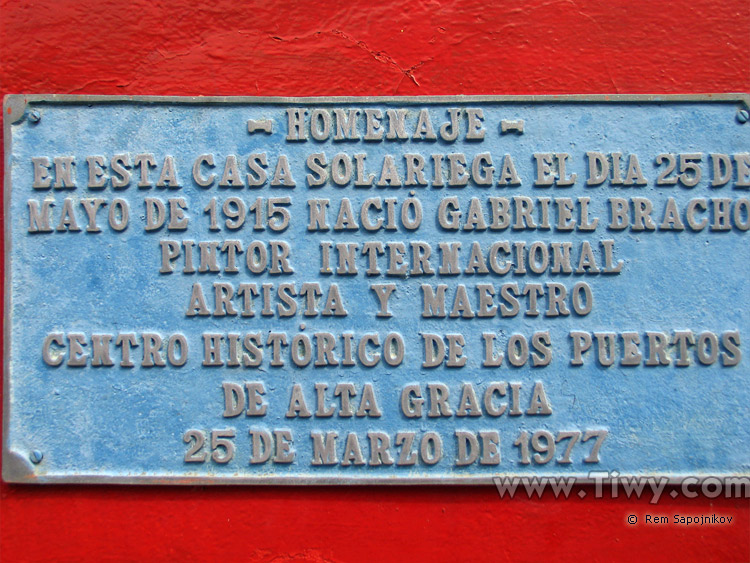 - HOMENAJE -
EN ESTA CASA SOLARIEGA EL DIA 25 DE
MAYO DE 1915 NACIÓ GABRIEL BRACHO
PINTOR INTERNACIONAL
ARTISTA Y MAESTRO
CENTRO HISTÓRICO DE LOS PUERTOS
DE ALTA GRACIA
25 DE MARZO DE 1977
www.Tiwy.com
© Rem Sapojnikov